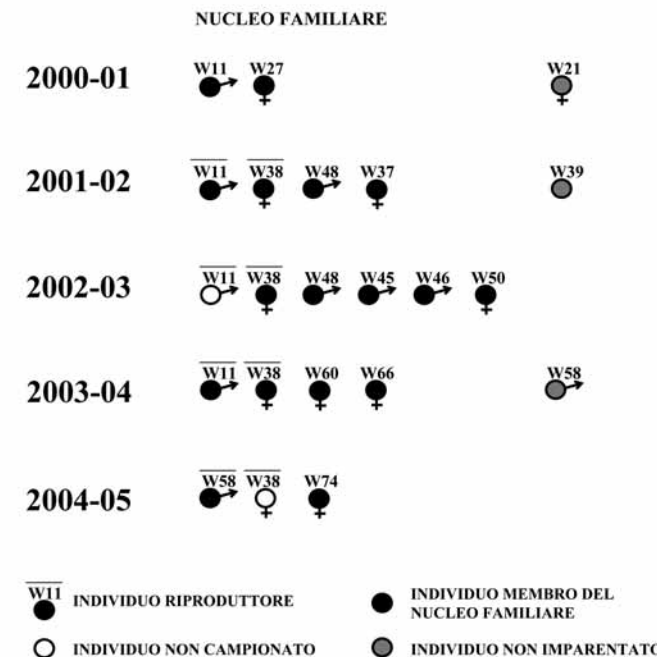 NUCLEO FAMILIARE
2000-01 W11 W27 W21
2001-02 W11 W38 W48 W37 W39
2002-03 W11 W38 W48 W45 W46 W50
2003-04 W11 W38 W60 W66 W58
2004-05 W58 W38 W74
W11 INDIVIDUO RIPRODUTTORE
INDIVIDUO MEMBRO DEL
NUCLEO FAMILIARE
INDIVIDUO NON CAMPIONATO
INDIVIDUO NON IMPARENTATO